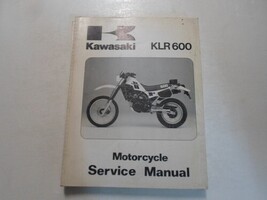 Kawasaki KLR600
Motorcycle
Service Manual